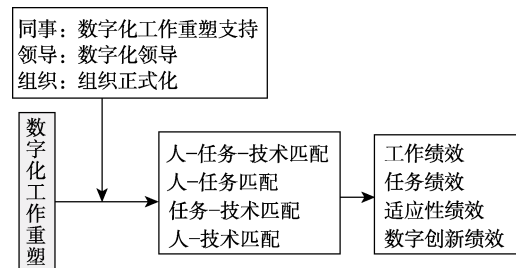 同事：数字化工作重塑支持
领导：数字化领导
组织：组织正式化
数字化工作重塑
人-任务-技术匹配
人-任务匹配
任务-技术匹配
人-技术匹配
工作绩效
任务绩效
适应性绩效
数字创新绩效